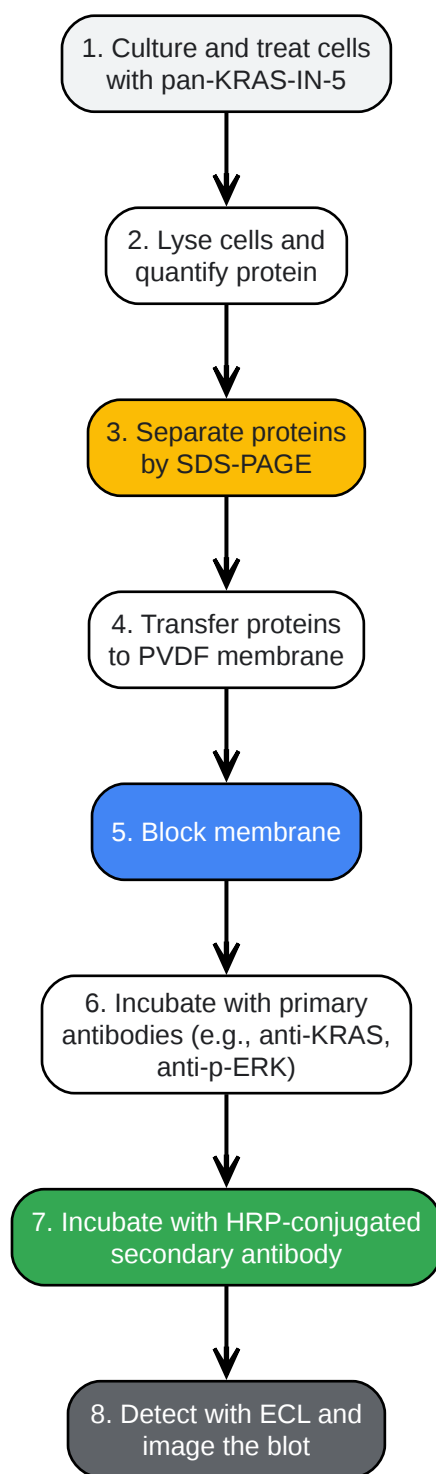 1. Culture and treat cells
with pan-KRAS-IN-5
2. Lyse cells and
quantify protein
3. Separate proteins
by SDS-PAGE
4. Transfer proteins
to PVDF membrane
5. Block membrane
6. Incubate with primary
antibodies (e.g., anti-KRAS,
anti-p-ERK)
7. Incubate with HRP-conjugated
secondary antibody
8. Detect with ECL and
image the blot